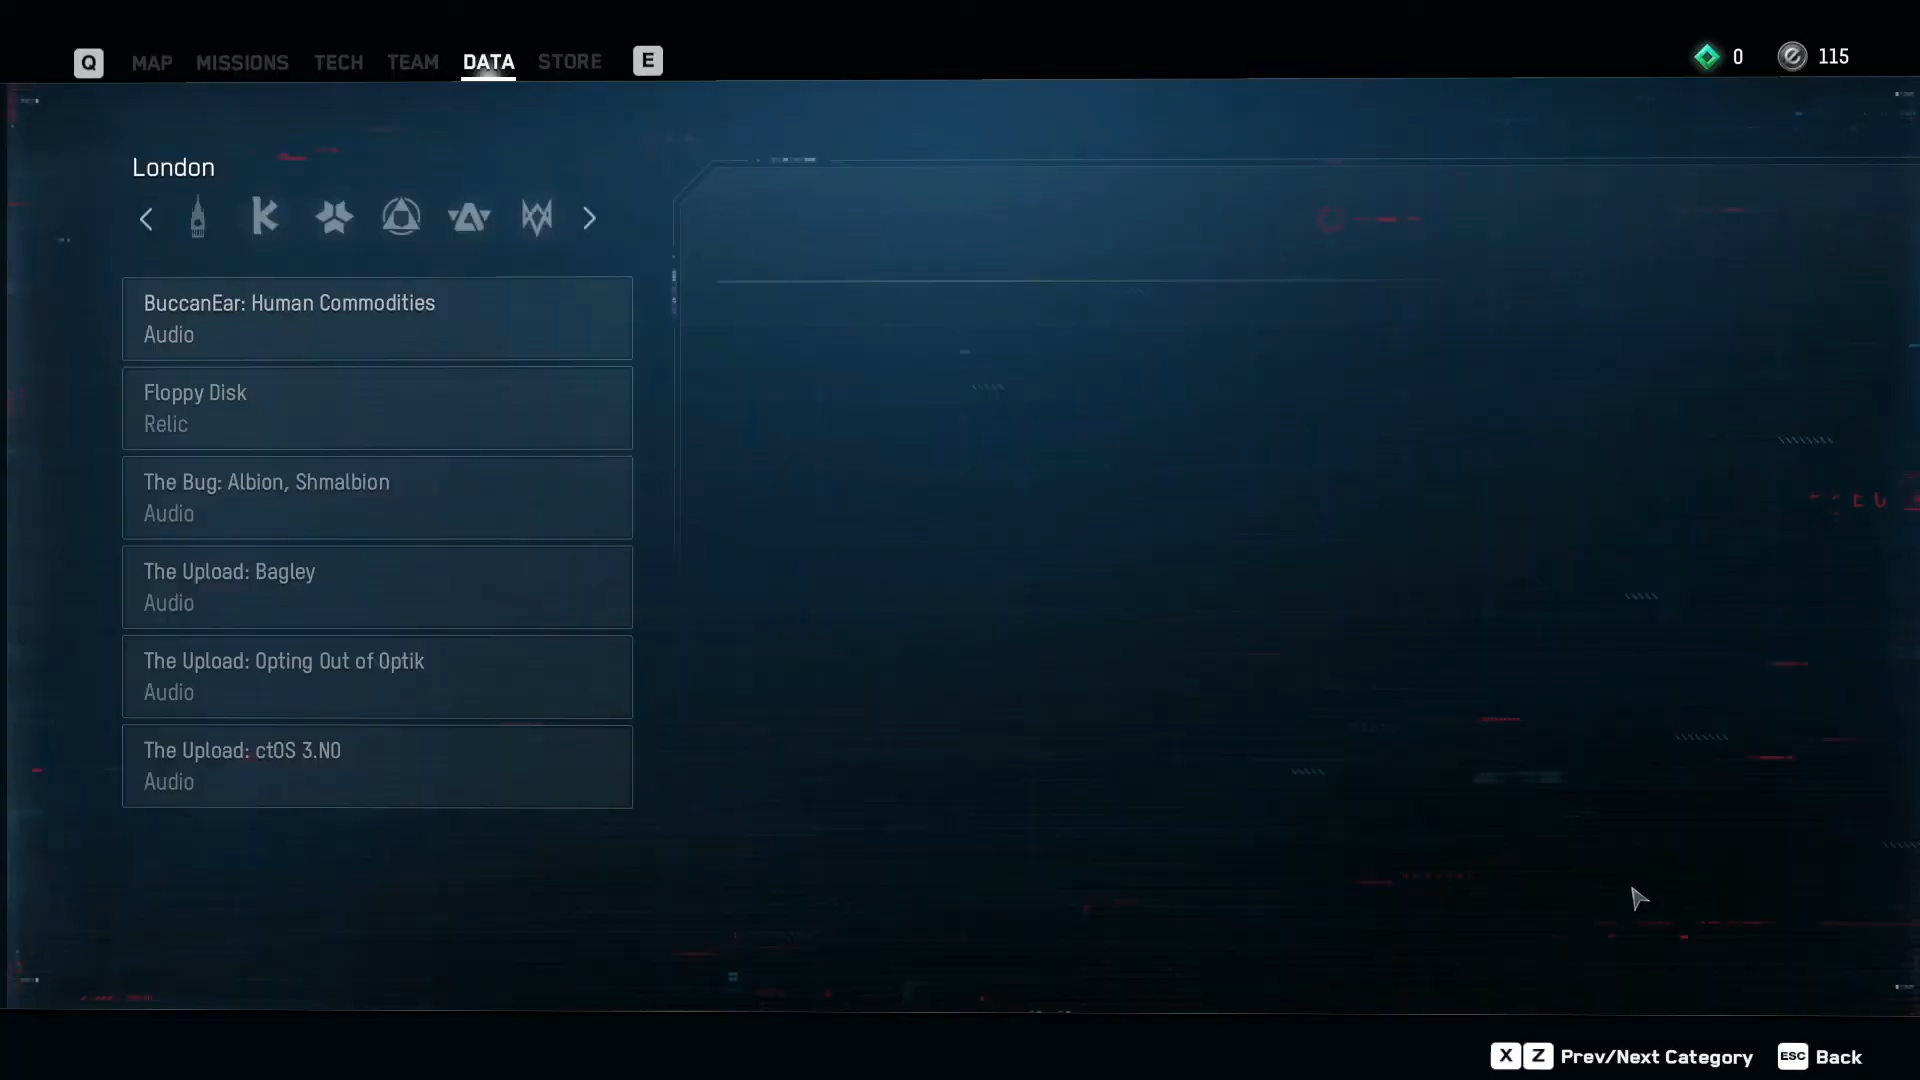 Q MAP MISSIONS TECH TEAM DATA STORE E 0 115
London
BuccanEar: Human Commodities
Audio
Floppy Disk
Relic
The Bug: Albion, Shmalbion
Audio
The Upload: Bagley
Audio
The Upload: Opting Out of Optik
Audio
The Upload: ctOS 3.NO
Audio
X Z Prev/Next Category ESC Back